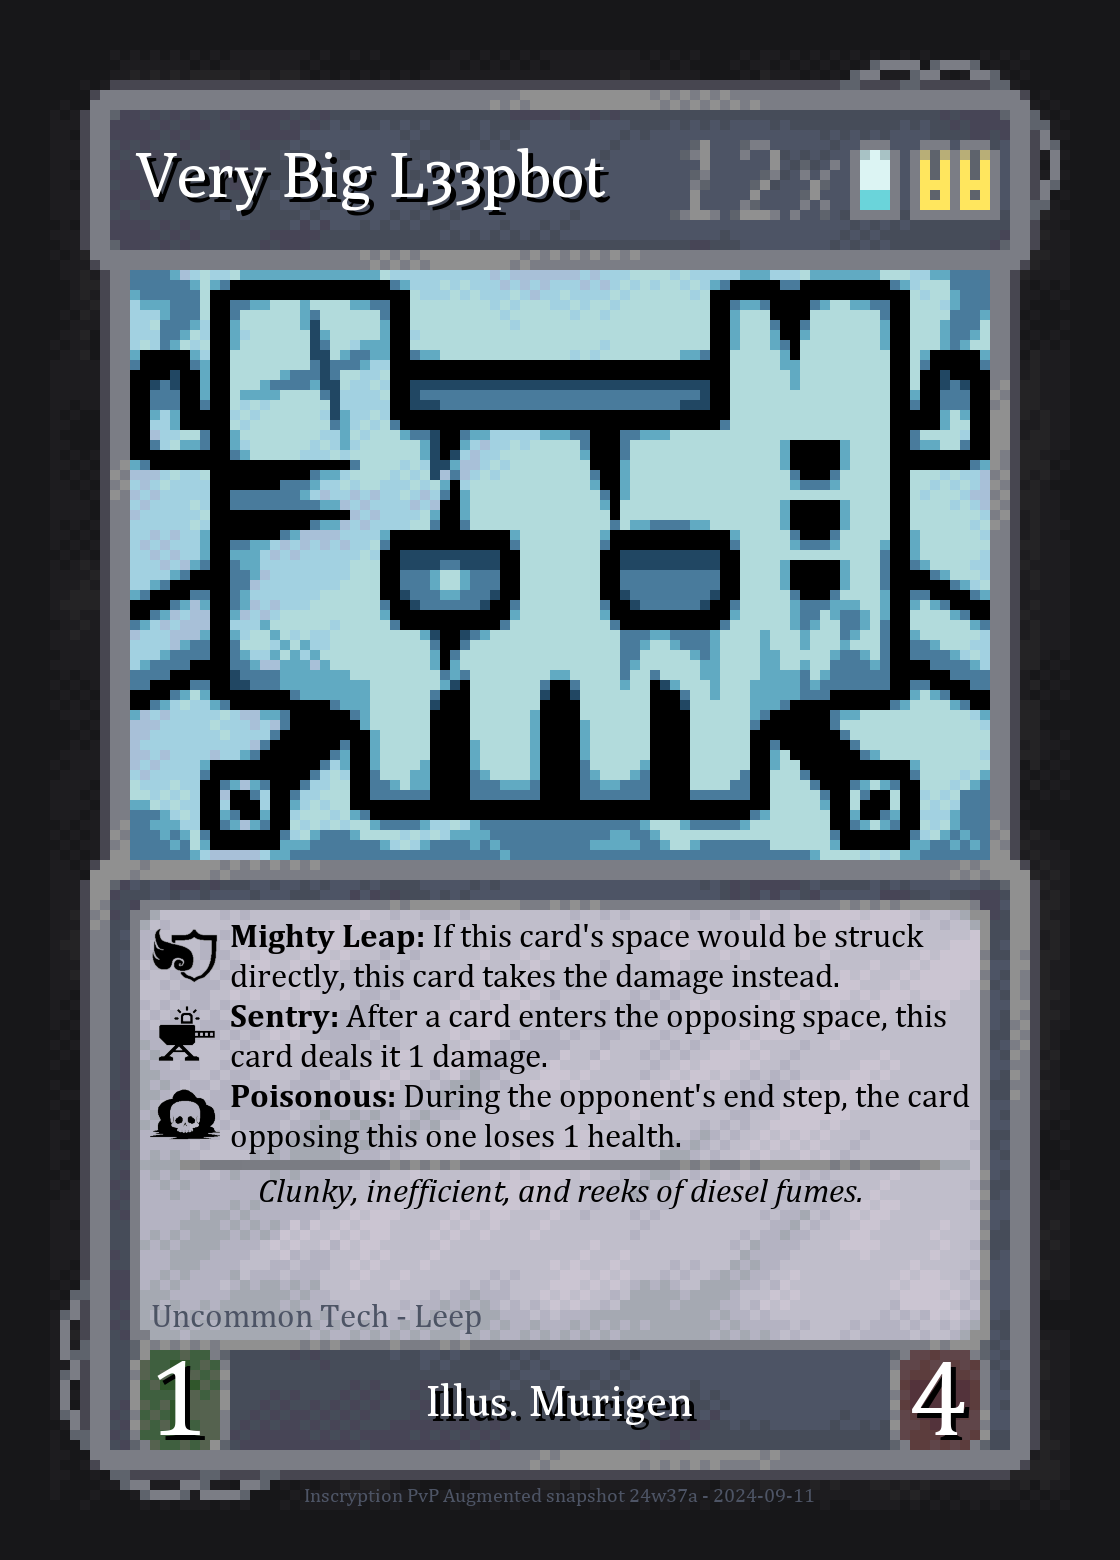 Very Big L33pbot 12x
Mighty Leap: If this card's space would be struck
directly, this card takes the damage instead.
Sentry: After a card enters the opposing space, this
card deals it 1 damage.
Poisonous: During the opponent's end step, the card
opposing this one loses 1 health.
Clunky, inefficient, and reeks of diesel fumes.
Uncommon Tech - Leep
1 Illus. Murigen 4
Inscryption PvP Augmented snapshot 24w37a - 2024-09-11